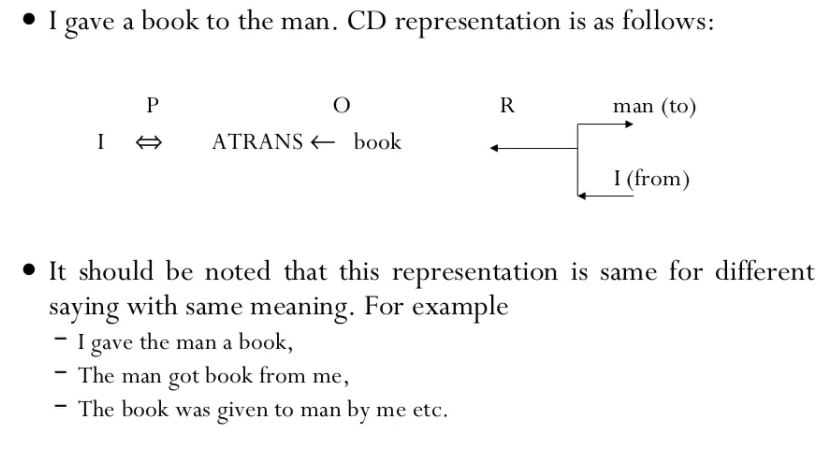 • I gave a book to the man. CD representation is as follows:
P O R man (to)
I ⇔ ATRANS ← book
I (from)
• It should be noted that this representation is same for different
saying with same meaning. For example
– I gave the man a book,
– The man got book from me,
– The book was given to man by me etc.